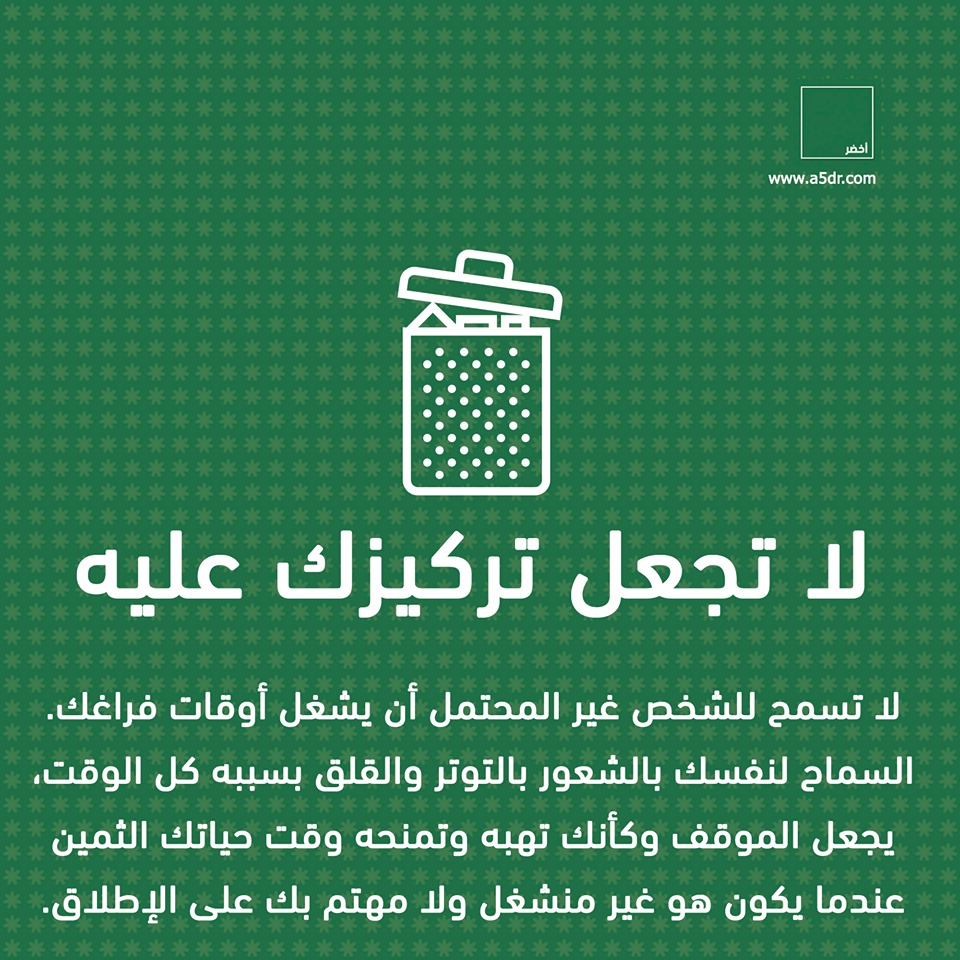 أخضر
www.a5dr.com
لا تجعل تركيزك عليه
لا تسمح للشخص غير المحتمل أن يشغل أوقات فراغك.
السماح لنفسك بالشعور بالتوتر والقلق بسببه كل الوقت،
يجعل الموقف وكأنك تهبه وتمنحه وقت حياتك الثمين
عندما يكون هو غير منشغل ولا مهتم بك على الإطلاق.